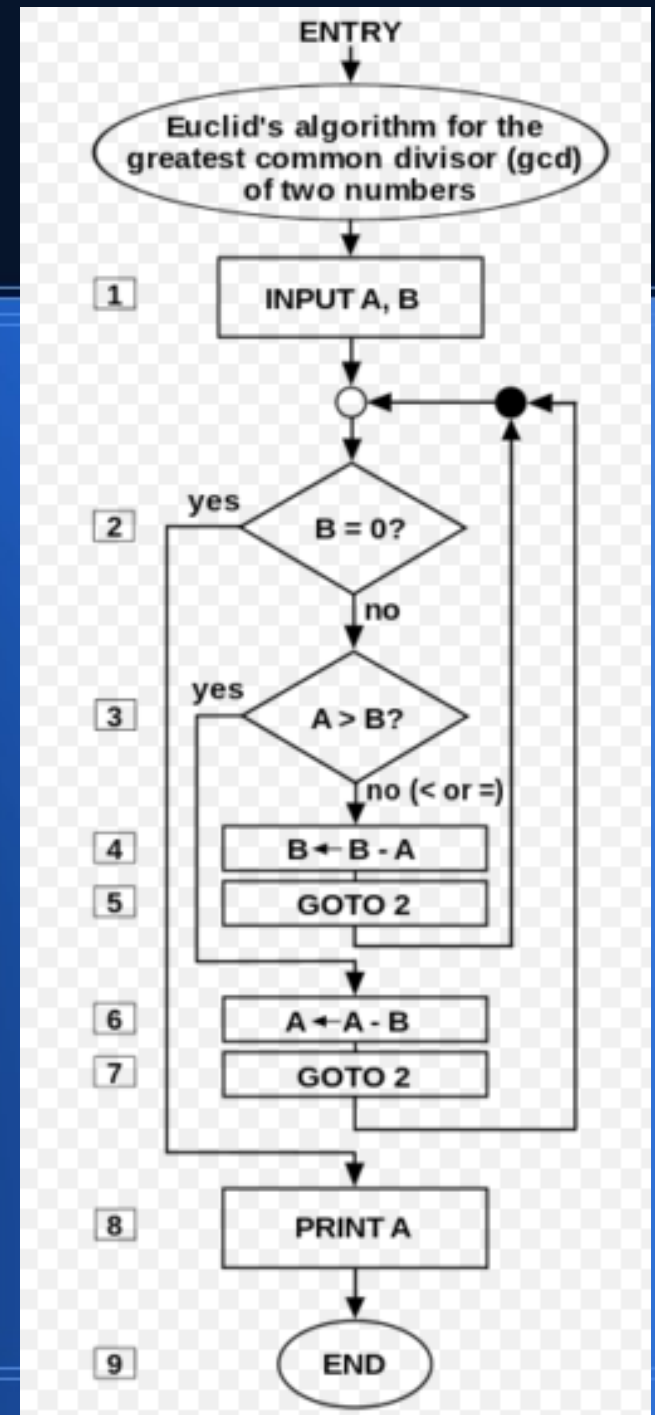 ENTRY
Euclid's algorithm for the
greatest common divisor (gcd)
of two numbers
1
INPUT A, B
yes
2
B = 0?
no
yes
3
A > B?
no (< or =)
4
B ← B - A
5
GOTO 2
6
A ← A - B
7
GOTO 2
8
PRINT A
9
END